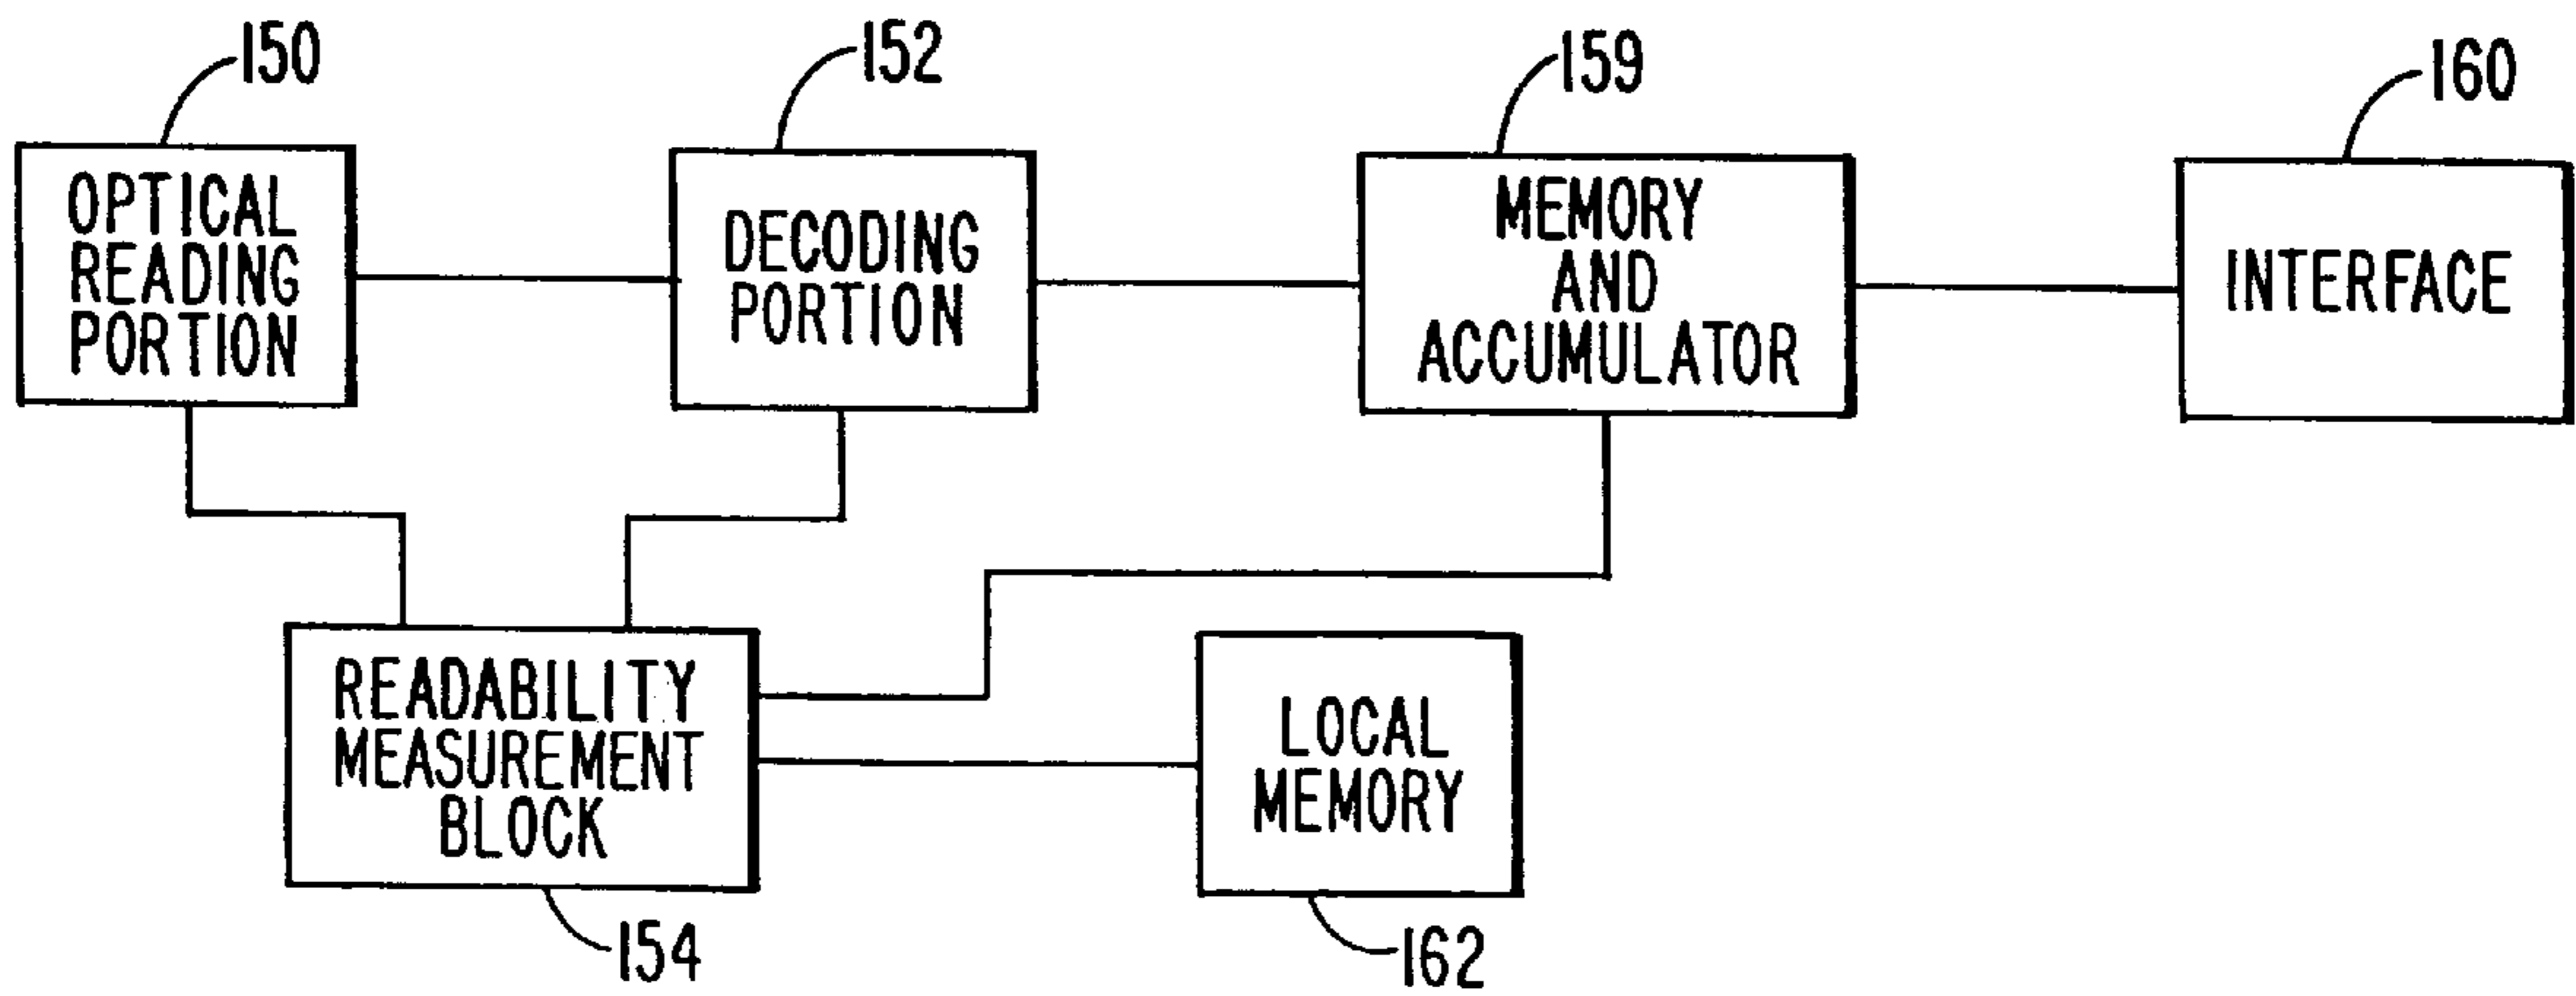 150
152
159
160
OPTICAL
READING
PORTION
DECODING
PORTION
MEMORY
AND
ACCUMULATOR
INTERFACE
READABILITY
MEASUREMENT
BLOCK
LOCAL
MEMORY
154
162